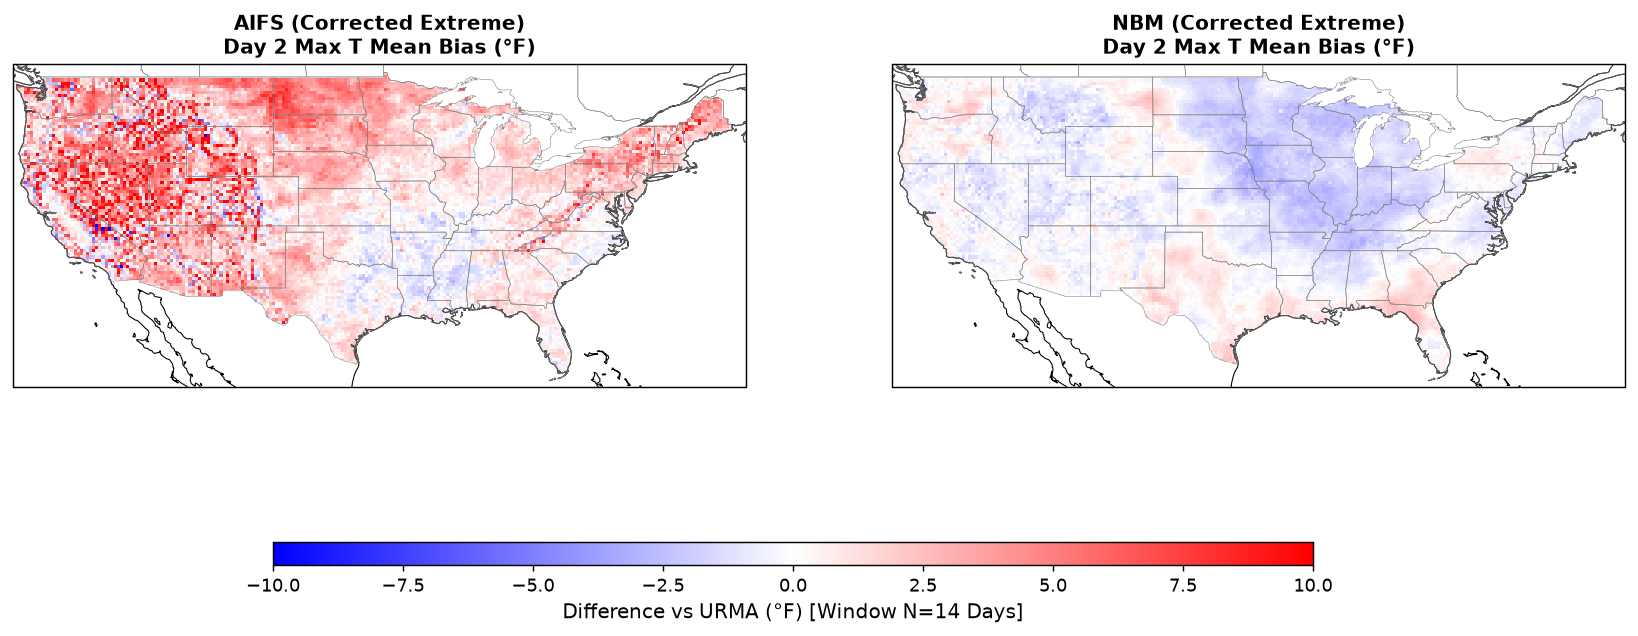 AIFS (Corrected Extreme)
Day 2 Max T Mean Bias (°F)
NBM (Corrected Extreme)
Day 2 Max T Mean Bias (°F)
−10.0 −7.5 −5.0 −2.5 0.0 2.5 5.0 7.5 10.0
Difference vs URMA (°F) [Window N=14 Days]